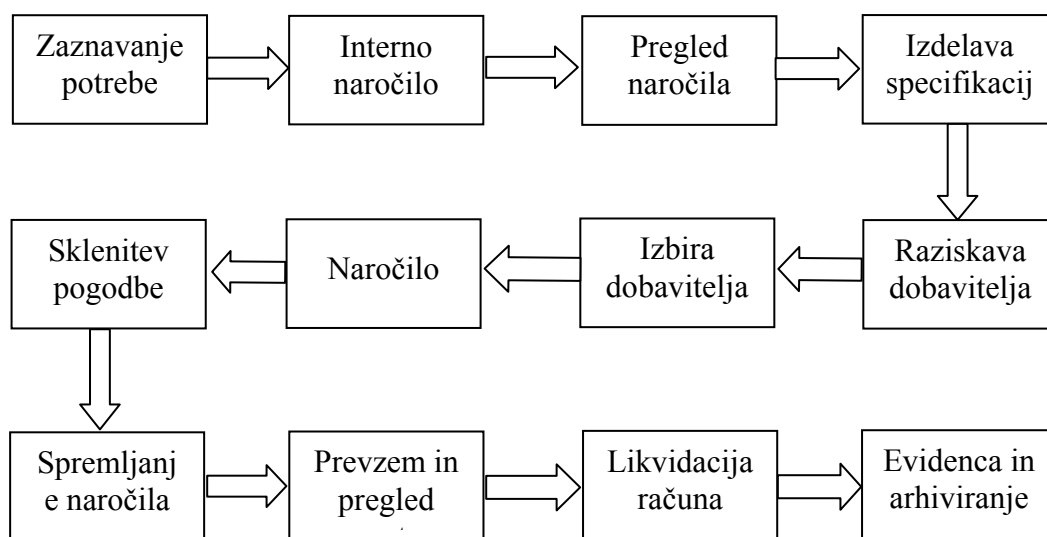 Zaznavanje
potrebe
Interno
naročilo
Pregled
naročila
Izdelava
specifikacij
Raziskava
dobavitelja
Izbira
dobavitelja
Naročilo
Sklenitev
pogodbe
Spremljanj
e naročila
Prevzem in
pregled
Likvidacija
računa
Evidenca in
arhiviranje